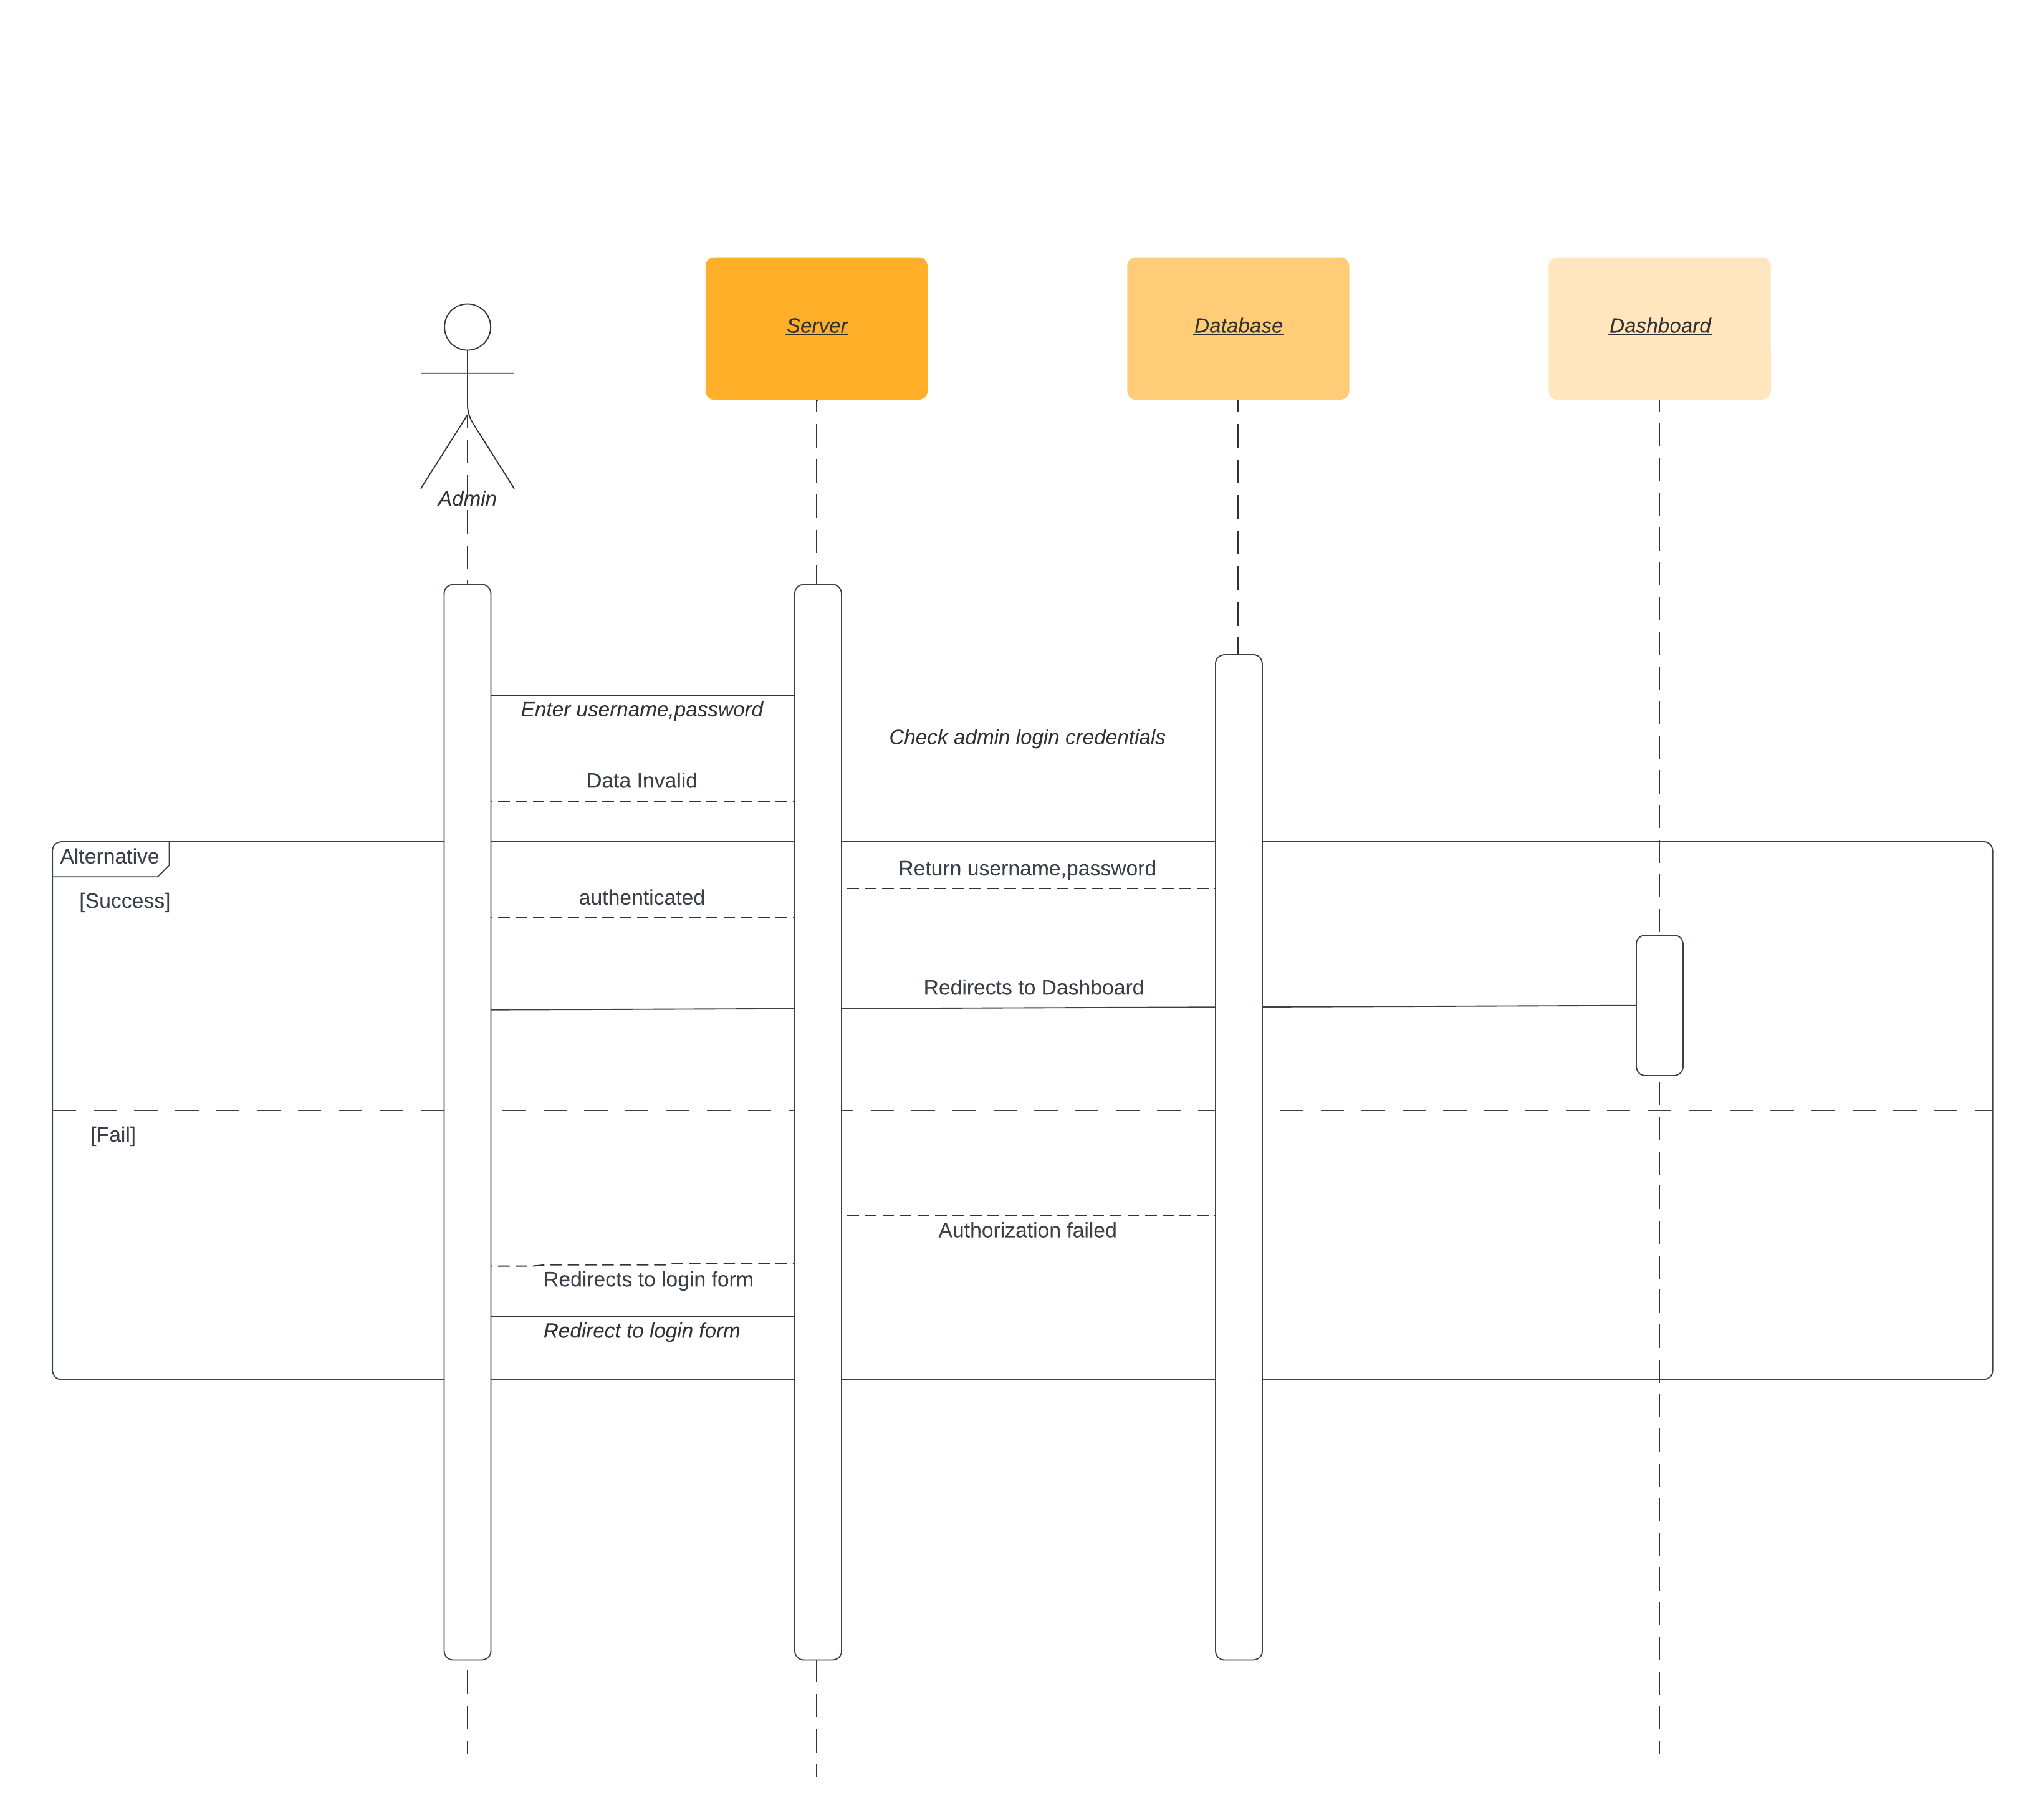 Server
Database
Dashboard
Admin
Enter username,password
Check admin login credentials
Data Invalid
Alternative
Return username,password
[Success]
authenticated
Redirects to Dashboard
[Fail]
Authorization failed
Redirects to login form
Redirect to login form